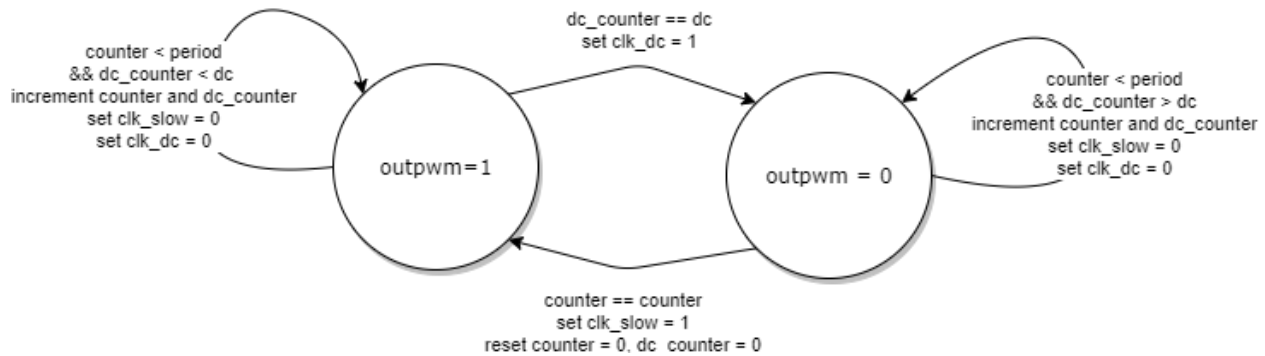 counter < period
&& dc_counter < dc
increment counter and dc_counter
set clk_slow = 0
set clk_dc = 0
outpwm=1
dc_counter == dc
set clk_dc = 1
outpwm = 0
counter < period
&& dc_counter > dc
increment counter and dc_counter
set clk_slow = 0
set clk_dc = 0
counter == counter
set clk_slow = 1
reset counter = 0, dc_counter = 0